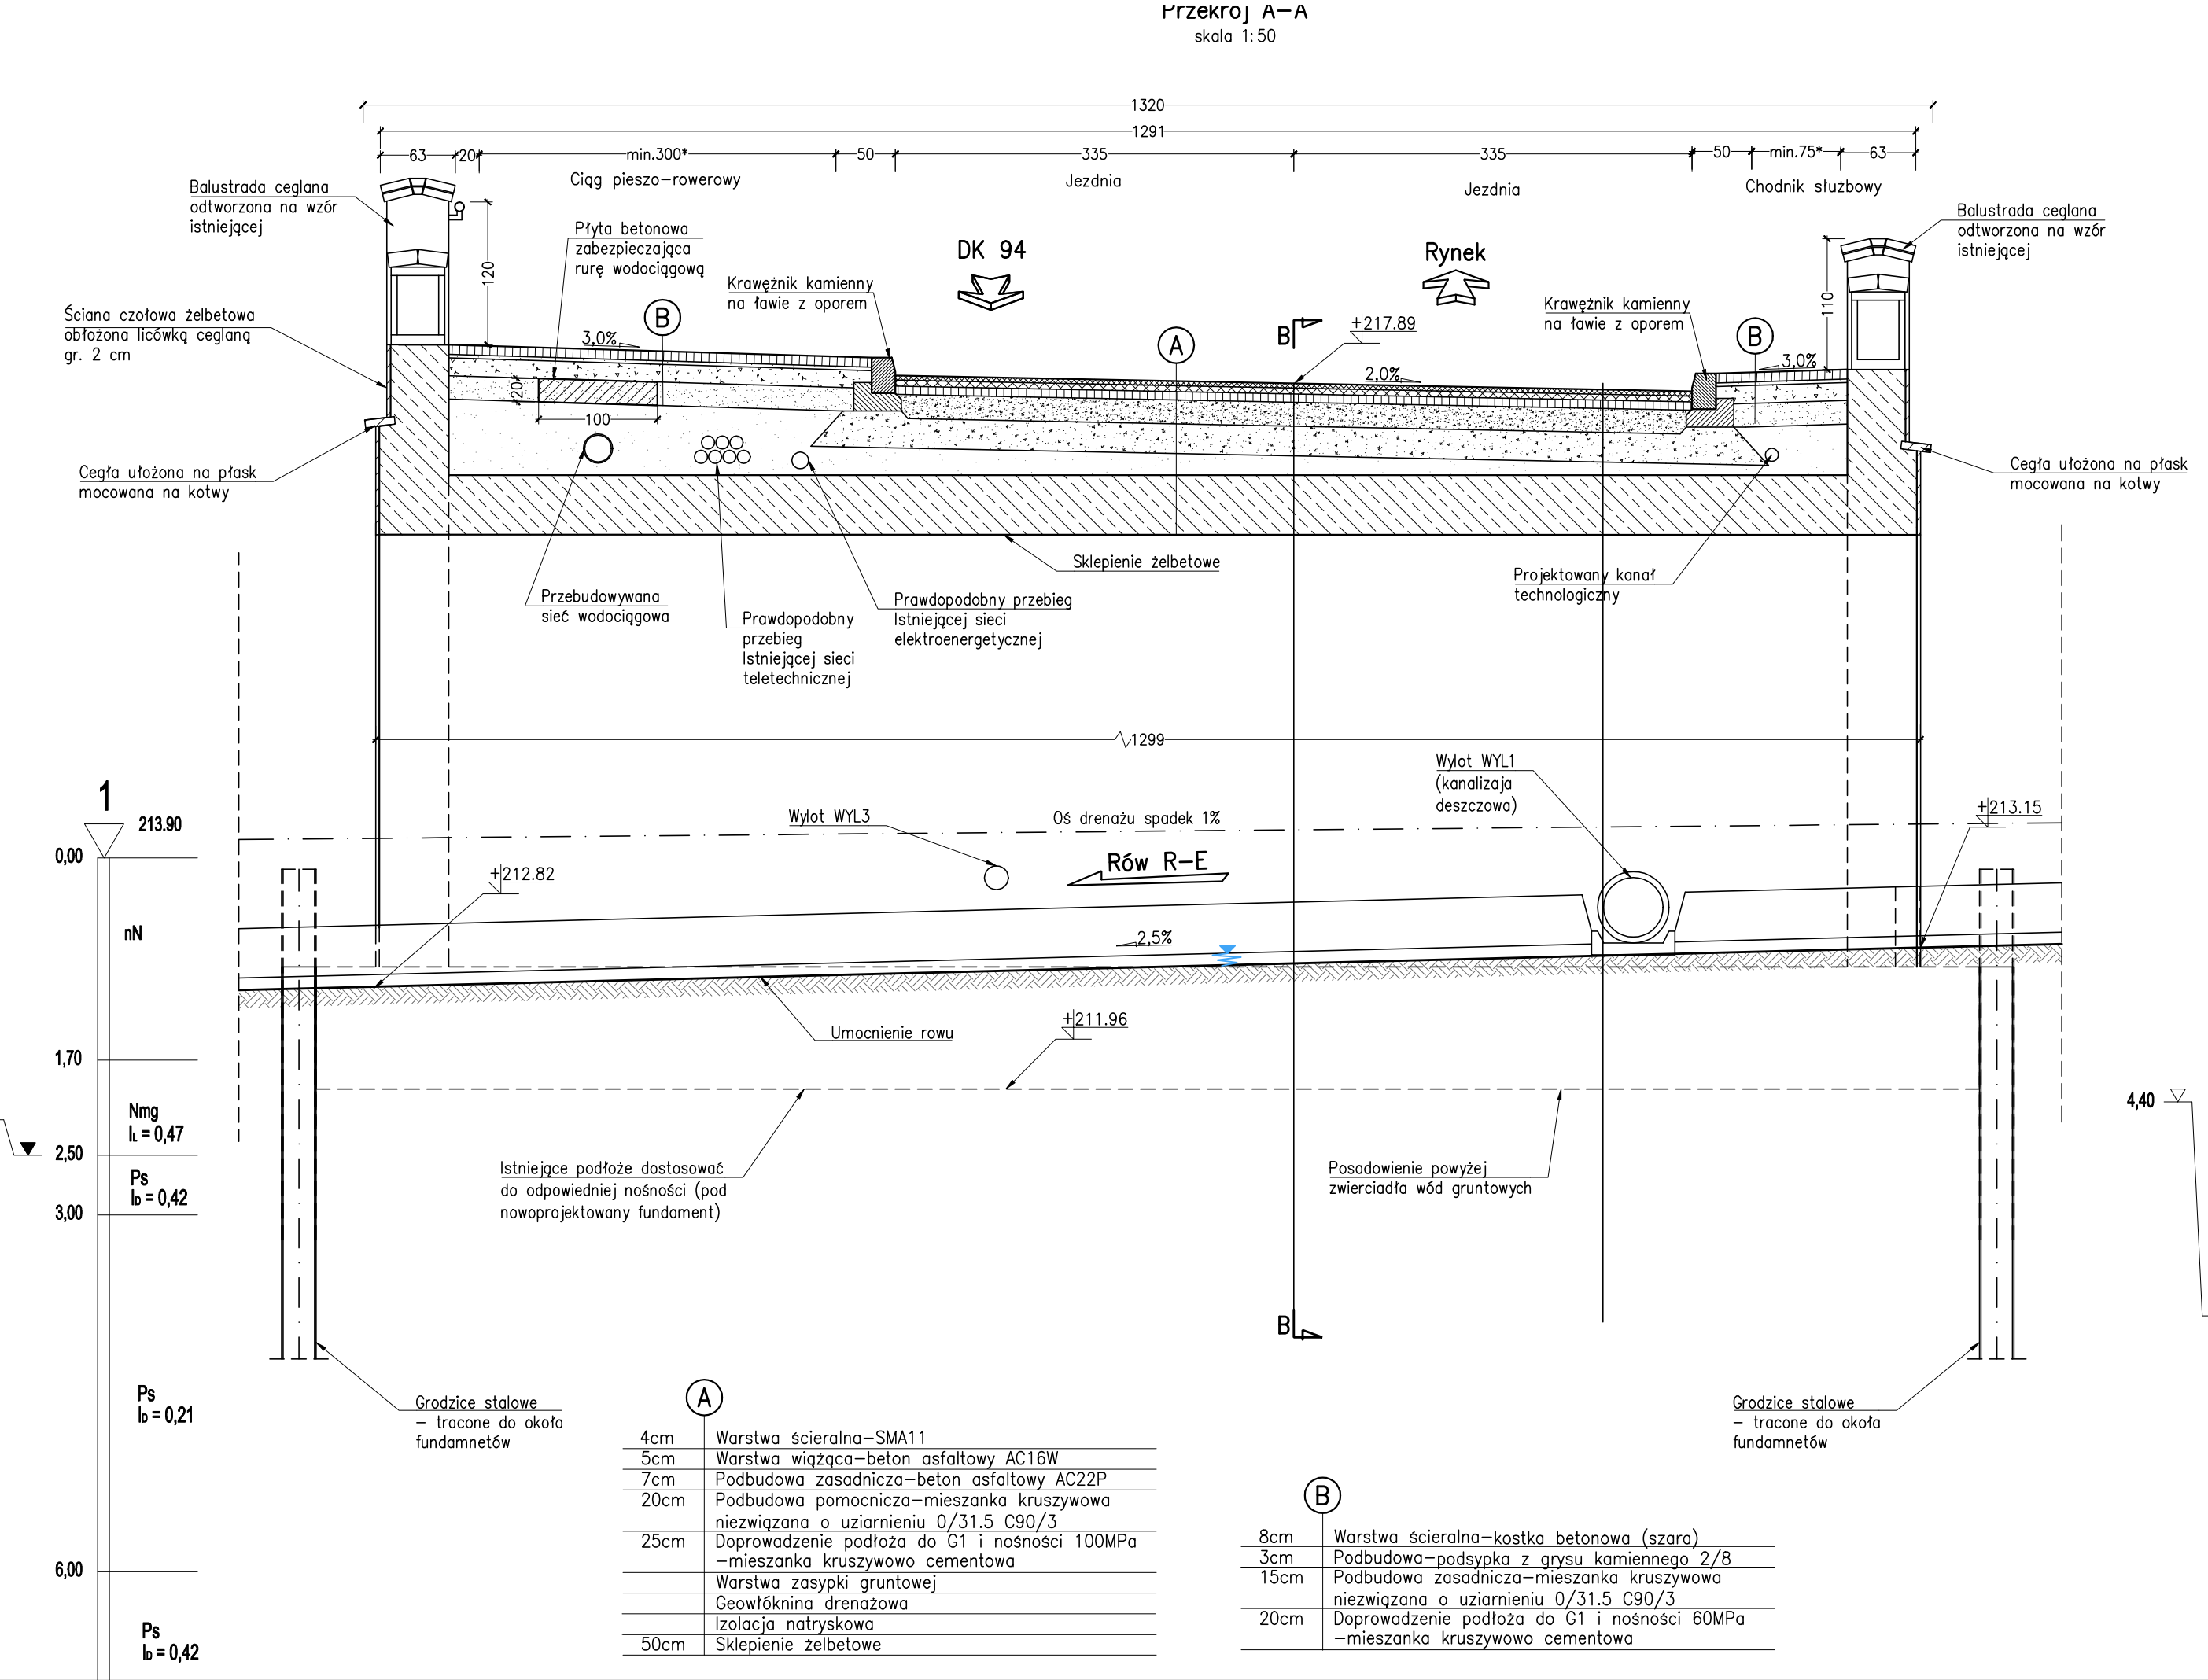 Przekrój A-A
skala 1:50
1320
1291
63
20
min.300*
50
335
335
50
min.75*
63
Ciąg pieszo-rowerowy
Jezdnia
Jezdnia
Chodnik służbowy
Balustrada ceglana
odtworzona na wzór
istniejącej
Balustrada ceglana
odtworzona na wzór
istniejącej
Płyta betonowa
zabezpieczająca
rurę wodociągową
120
110
DK 94
Rynek
Krawężnik kamienny
na ławie z oporem
Krawężnik kamienny
na ławie z oporem
Ściana czołowa żelbetowa
obłożona licówką ceglaną
gr. 2 cm
B
3,0%
A
B
+217.89
B
3,0%
2,0%
20
100
Cegła ułożona na płask
mocowana na kotwy
Cegła ułożona na płask
mocowana na kotwy
Sklepienie żelbetowe
Projektowany kanał
technologiczny
Przebudowywana
sieć wodociągowa
Prawdopodobny
przebieg
Istniejącej sieci
teletechnicznej
Prawdopodobny przebieg
Istniejącej sieci
elektroenergetycznej
1299
Wylot WYL1
(kanalizaja
deszczowa)
1
213.90
Wylot WYL3
Oś drenażu spadek 1%
+213.15
0,00
+212.82
Rów R-E
nN
2,5%
Umocnienie rowu
+211.96
1,70
Nmg
IL = 0,47
2,50
4,40
Ps
ID = 0,42
3,00
Istniejące podłoże dostosować
do odpowiedniej nośności (pod
nowoprojektowany fundament)
Posadowienie powyżej
zwierciadła wód gruntowych
B
Ps
ID = 0,21
Grodzice stalowe
- tracone do okoła
fundamnetów
Grodzice stalowe
- tracone do okoła
fundamnetów
A
4cm Warstwa ścieralna-SMA11
5cm Warstwa wiążąca-beton asfaltowy AC16W
7cm Podbudowa zasadnicza-beton asfaltowy AC22P
20cm Podbudowa pomocnicza-mieszanka kruszywowa
niezwiązana o uziarnieniu 0/31.5 C90/3
25cm Doprowadzenie podłoża do G1 i nośności 100MPa
-mieszanka kruszywowo cementowa
Warstwa zasypki gruntowej
Geowłóknina drenażowa
Izolacja natryskowa
50cm Sklepienie żelbetowe
B
8cm Warstwa ścieralna-kostka betonowa (szara)
3cm Podbudowa-podsypka z grysu kamiennego 2/8
15cm Podbudowa zasadnicza-mieszanka kruszywowa
niezwiązana o uziarnieniu 0/31.5 C90/3
20cm Doprowadzenie podłoża do G1 i nośności 60MPa
-mieszanka kruszywowo cementowa
6,00
Ps
ID = 0,42